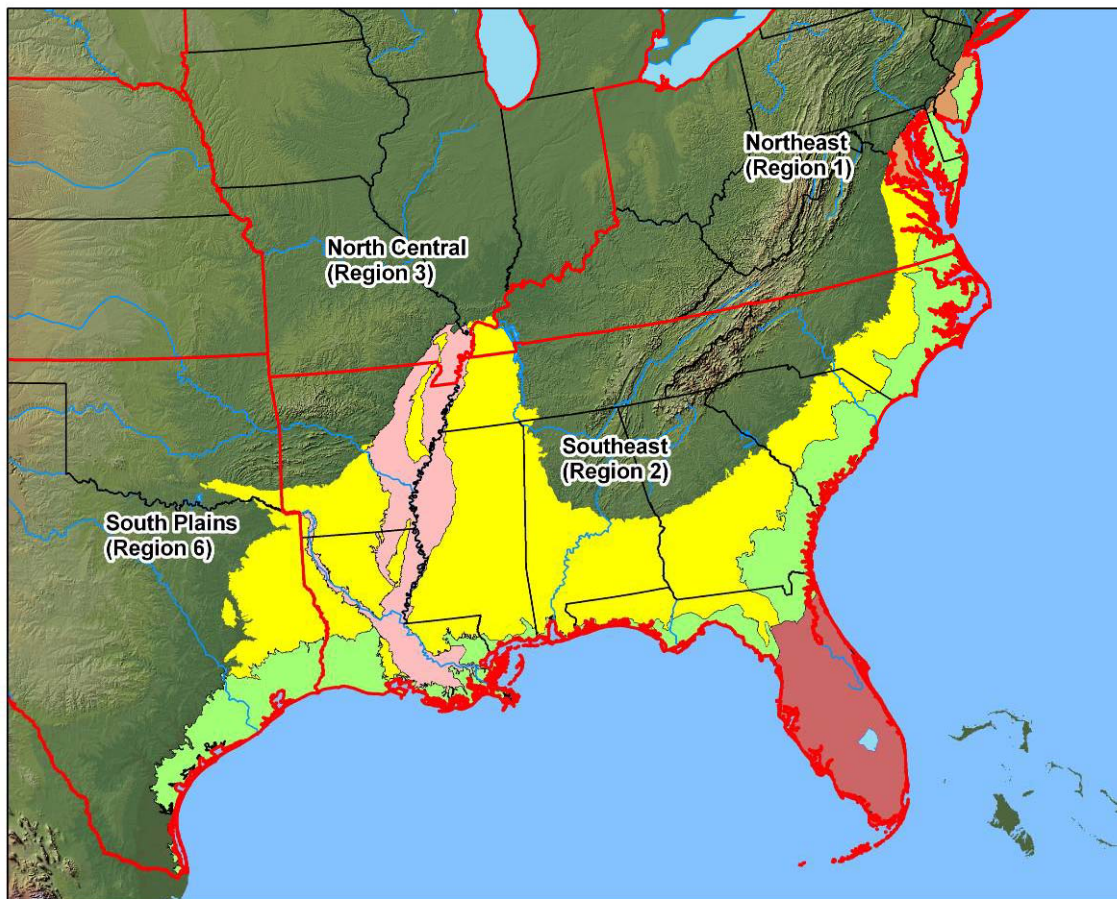 Northeast
(Region 1)
North Central
(Region 3)
Southeast
(Region 2)
South Plains
(Region 6)